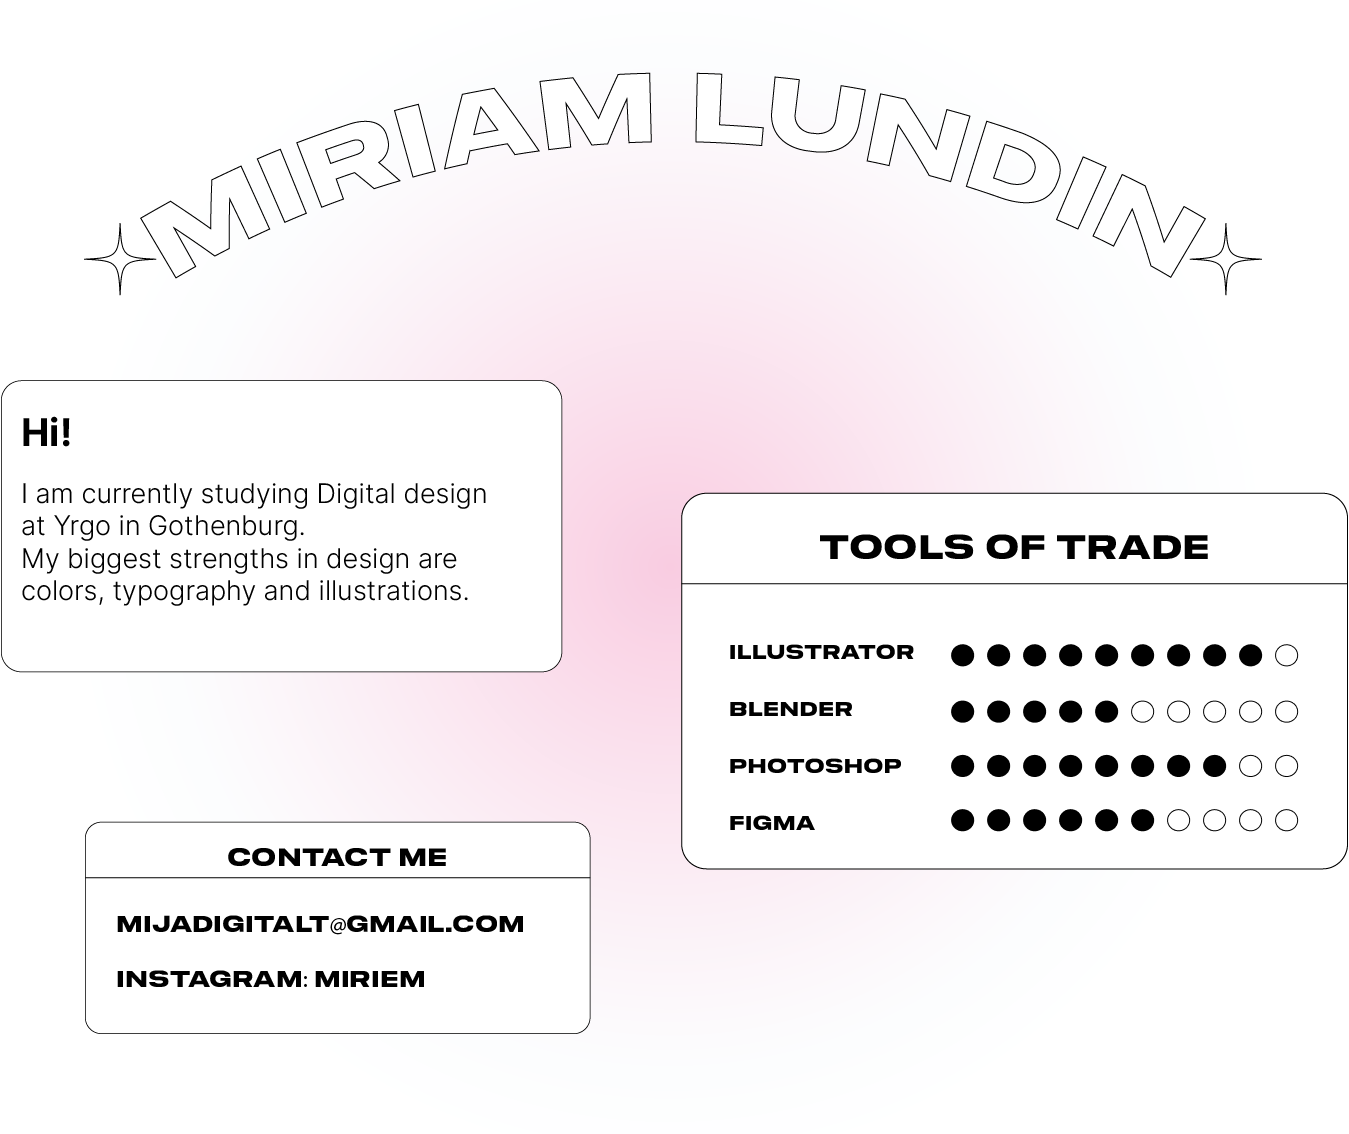 MIRIAM LUNDIN
Hi!
I am currently studying Digital design
at Yrgo in Gothenburg.
My biggest strengths in design are
colors, typography and illustrations.
TOOLS OF TRADE
ILLUSTRATOR
BLENDER
PHOTOSHOP
FIGMA
CONTACT ME
MIJADIGITALT@GMAIL.COM
INSTAGRAM: MIRIEM